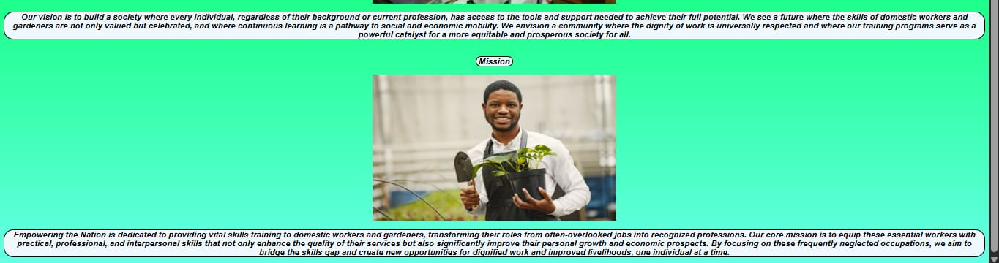 Our vision is to build a society where every individual, regardless of their background or current profession, has access to the tools and support needed to achieve their full potential. We see a future where the skills of domestic workers and
gardeners are not only valued but celebrated, and where continuous learning is a pathway to social and economic mobility. We envision a community where the dignity of work is universally respected and where our training programs serve as a
powerful catalyst for a more equitable and prosperous society for all.
Mission
Empowering the Nation is dedicated to providing vital skills training to domestic workers and gardeners, transforming their roles from often-overlooked jobs into recognized professions. Our core mission is to equip these essential workers with
practical, professional, and interpersonal skills that not only enhance the quality of their services but also significantly improve their personal growth and economic prospects. By focusing on these frequently neglected occupations, we aim to
bridge the skills gap and create new opportunities for dignified work and improved livelihoods, one individual at a time.